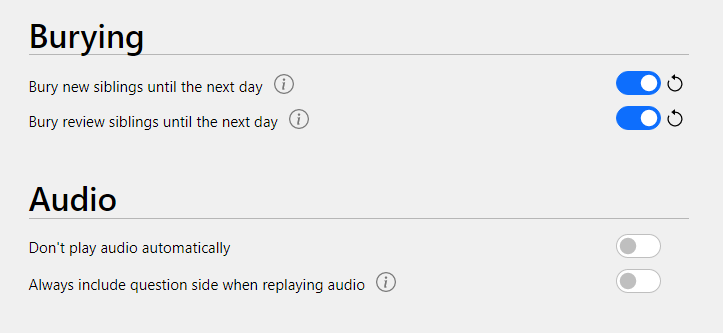 Burying
Bury new siblings until the next day
Bury review siblings until the next day
Audio
Don't play audio automatically
Always include question side when replaying audio